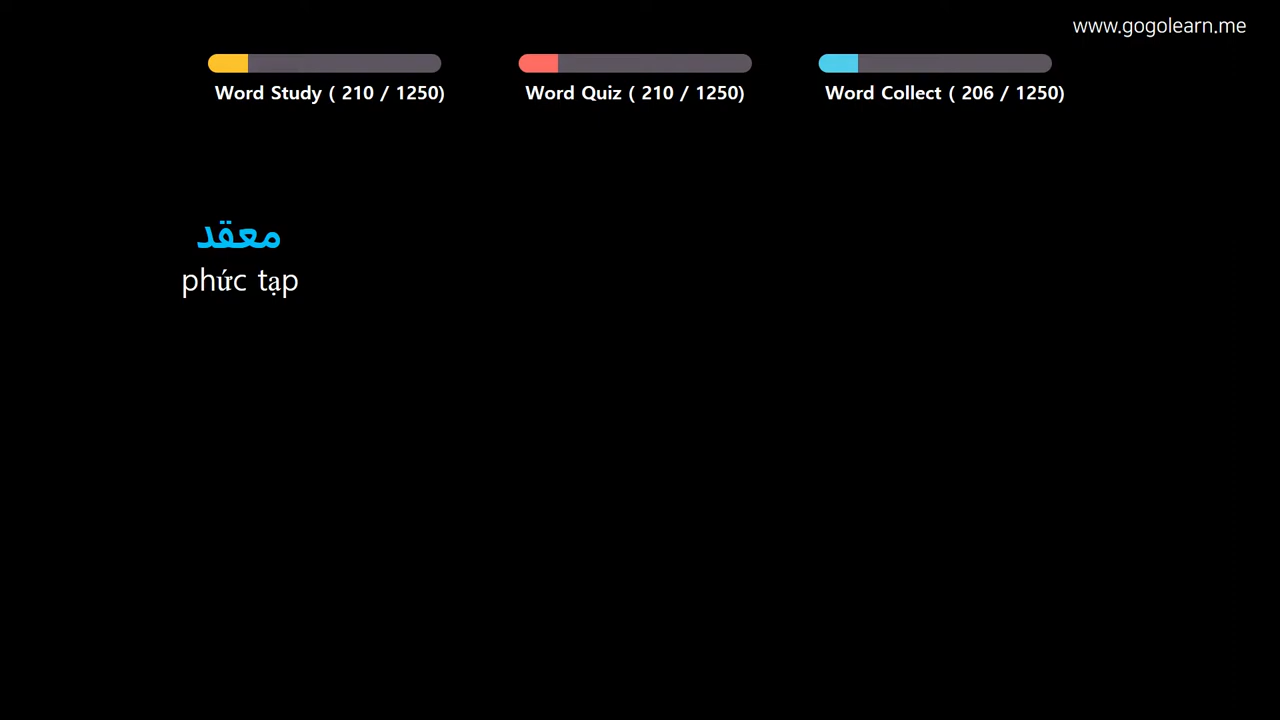 www.gogolearn.me
Word Study ( 210 / 1250)
Word Quiz ( 210 / 1250)
Word Collect ( 206 / 1250)
معقد
phức tạp